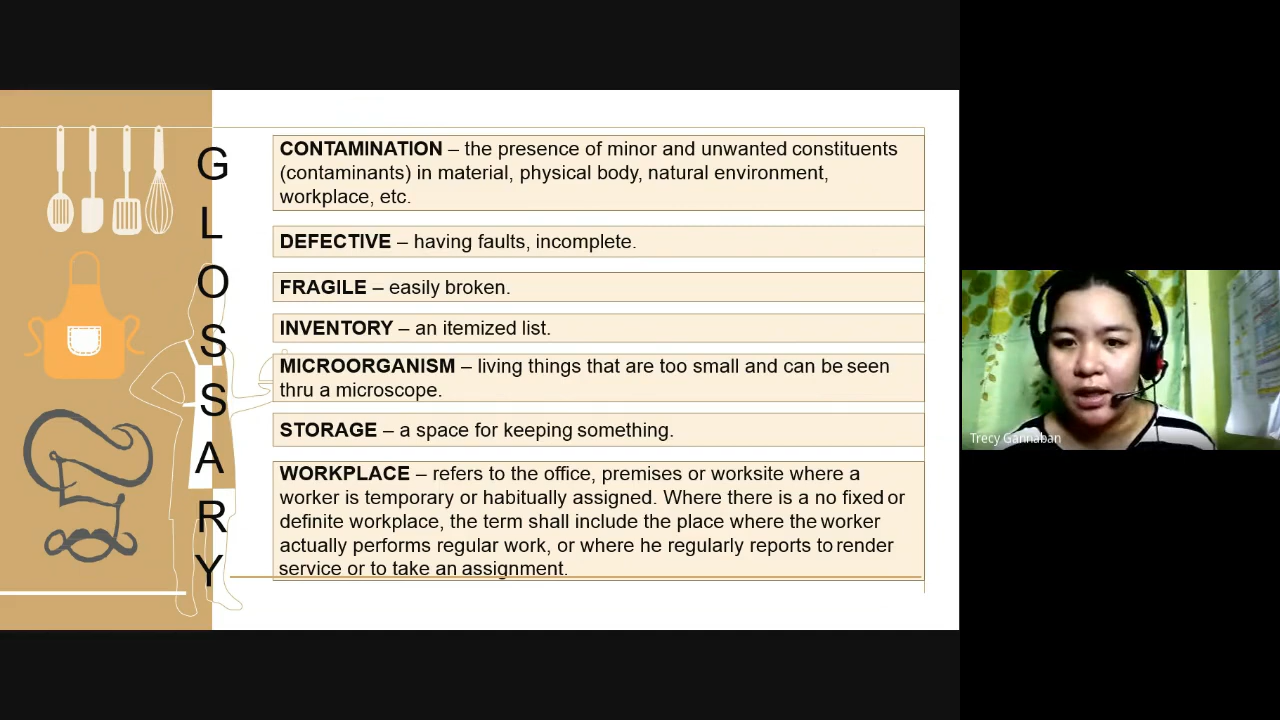 GLOSSARY
CONTAMINATION – the presence of minor and unwanted constituents
(contaminants) in material, physical body, natural environment,
workplace, etc.
DEFECTIVE – having faults, incomplete.
FRAGILE – easily broken.
INVENTORY – an itemized list.
MICROORGANISM – living things that are too small and can be seen
thru a microscope.
STORAGE – a space for keeping something.
WORKPLACE – refers to the office, premises or worksite where a
worker is temporary or habitually assigned. Where there is a no fixed or
definite workplace, the term shall include the place where the worker
actually performs regular work, or where he regularly reports to render
service or to take an assignment.
Trecy Gannaban